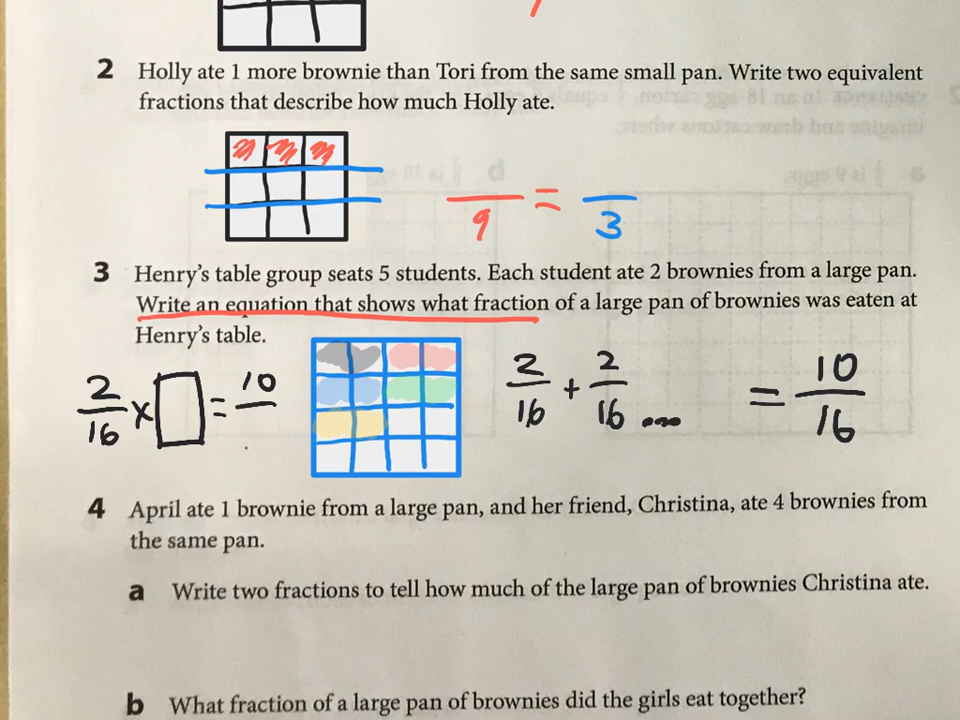 2 Holly ate 1 more brownie than Tori from the same small pan. Write two equivalent
fractions that describe how much Holly ate.
9 = 3
3 Henry's table group seats 5 students. Each student ate 2 brownies from a large pan.
Write an equation that shows what fraction of a large pan of brownies was eaten at
Henry's table.
2/16 x □ = 10/
2/16 + 2/16 ... = 10/16
4 April ate 1 brownie from a large pan, and her friend, Christina, ate 4 brownies from
the same pan.
a Write two fractions to tell how much of the large pan of brownies Christina ate.
b What fraction of a large pan of brownies did the girls eat together?